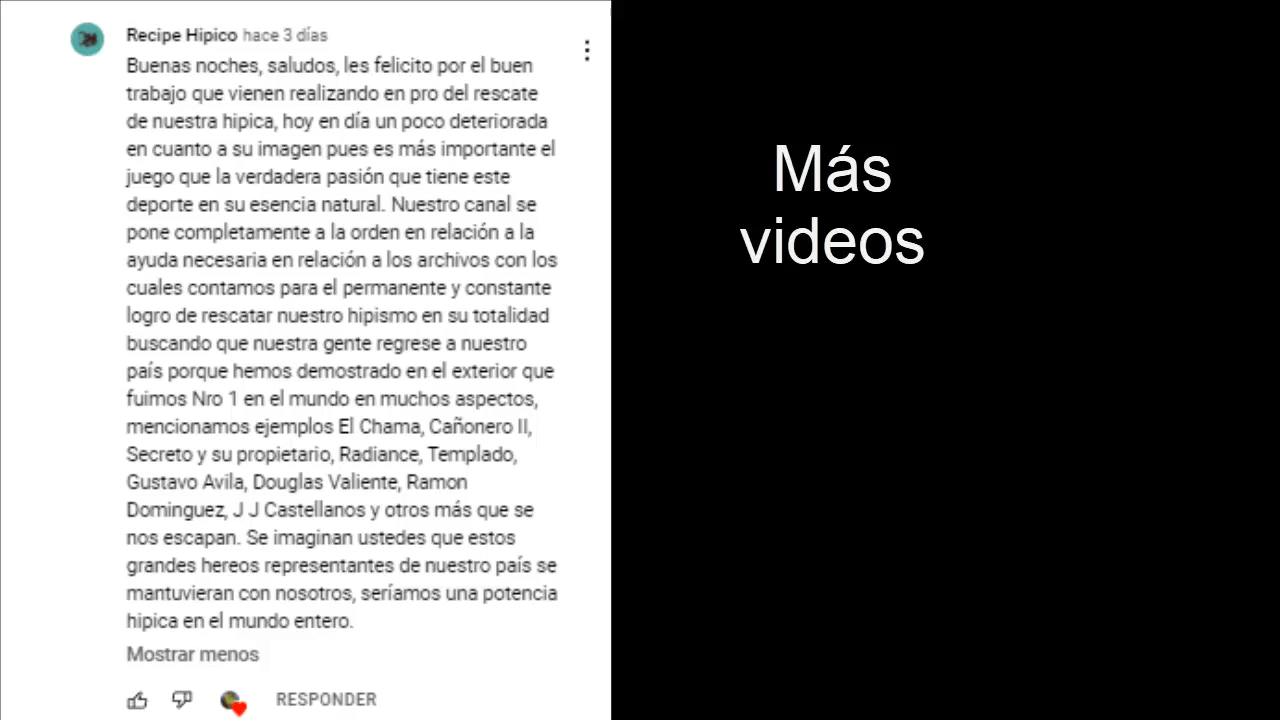 Recipe Hipico hace 3 días
Buenas noches, saludos, les felicito por el buen
trabajo que vienen realizando en pro del rescate
de nuestra hipica, hoy en día un poco deteriorada
en cuanto a su imagen pues es más importante el
juego que la verdadera pasión que tiene este
deporte en su esencia natural. Nuestro canal se
pone completamente a la orden en relación a la
ayuda necesaria en relación a los archivos con los
cuales contamos para el permanente y constante
logro de rescatar nuestro hipismo en su totalidad
buscando que nuestra gente regrese a nuestro
país porque hemos demostrado en el exterior que
fuimos Nro 1 en el mundo en muchos aspectos,
mencionamos ejemplos El Chama, Cañonero II,
Secreto y su propietario, Radiance, Templado,
Gustavo Avila, Douglas Valiente, Ramon
Dominguez, J J Castellanos y otros más que se
nos escapan. Se imaginan ustedes que estos
grandes hereos representantes de nuestro país se
mantuvieran con nosotros, seríamos una potencia
hipica en el mundo entero.
Mostrar menos
RESPONDER
Más
videos